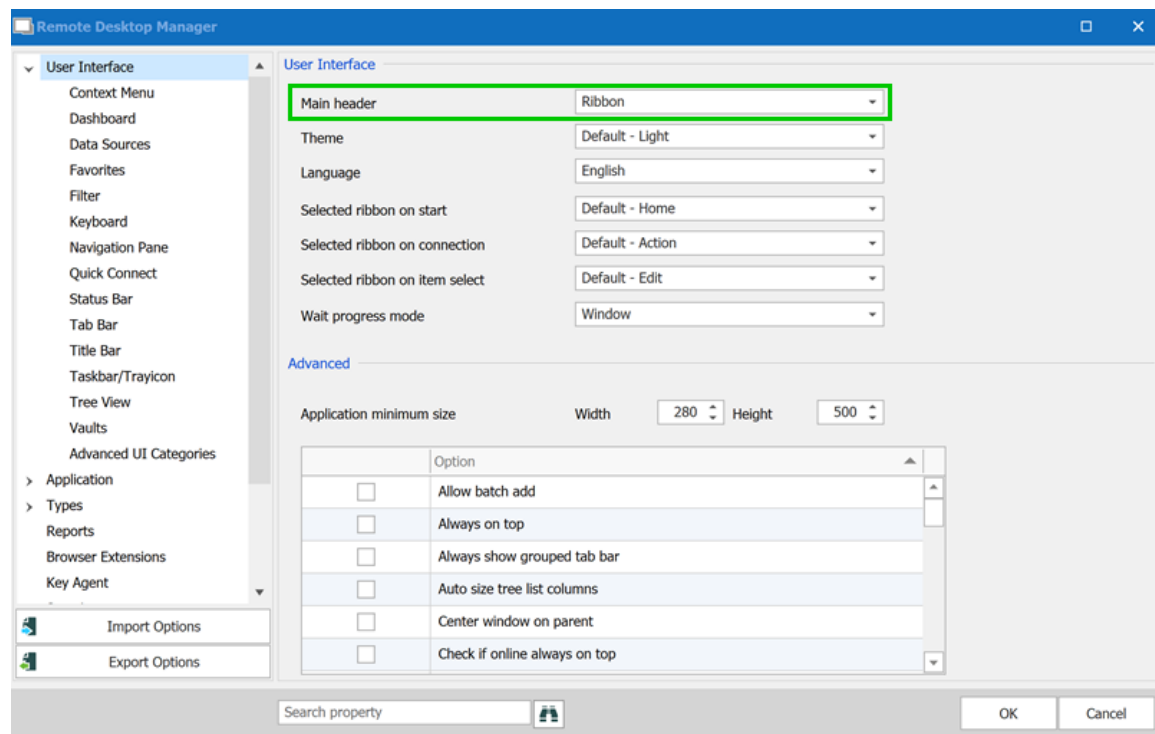 Remote Desktop Manager
User Interface
Context Menu
Dashboard
Data Sources
Favorites
Filter
Keyboard
Navigation Pane
Quick Connect
Status Bar
Tab Bar
Title Bar
Taskbar/Trayicon
Tree View
Vaults
Advanced UI Categories
Application
Types
Reports
Browser Extensions
Key Agent
Import Options
Export Options
User Interface
Main header Ribbon
Theme Default - Light
Language English
Selected ribbon on start Default - Home
Selected ribbon on connection Default - Action
Selected ribbon on item select Default - Edit
Wait progress mode Window
Advanced
Application minimum size Width 280 Height 500
Option
Allow batch add
Always on top
Always show grouped tab bar
Auto size tree list columns
Center window on parent
Check if online always on top
Search property
OK Cancel